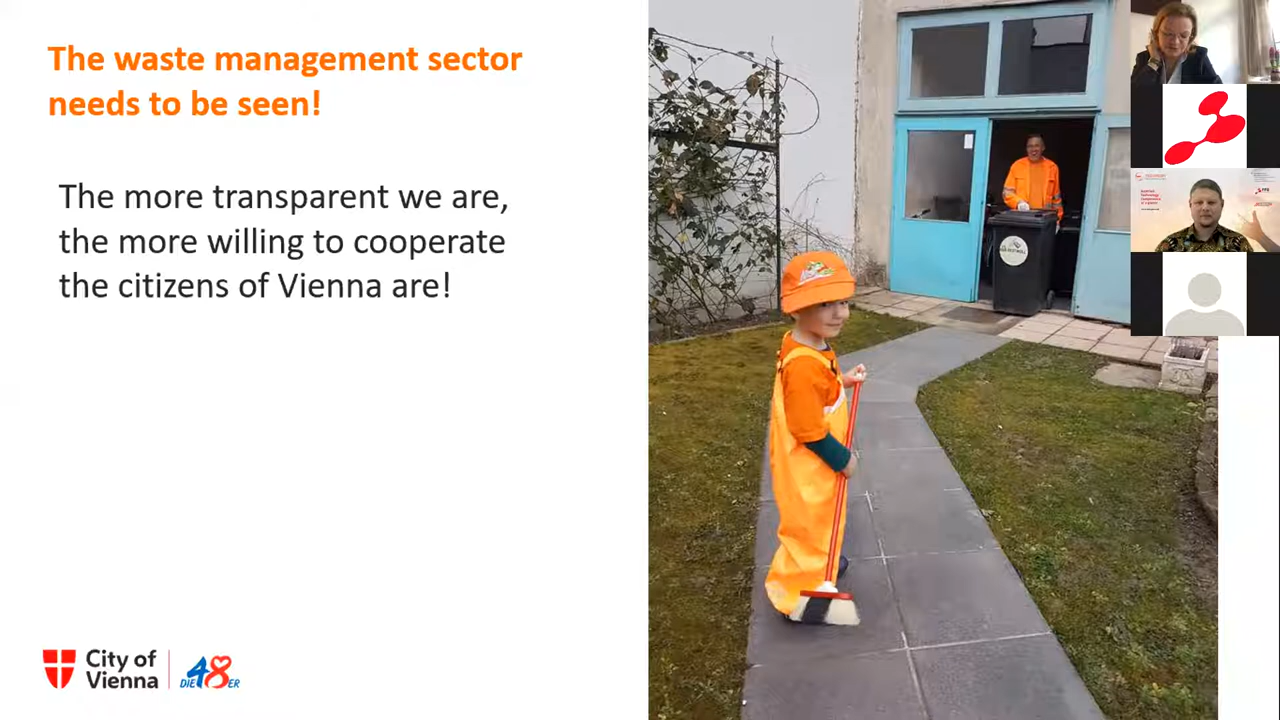 The waste management sector
needs to be seen!
The more transparent we are,
the more willing to cooperate
the citizens of Vienna are!
City of
Vienna
DIE 48ER